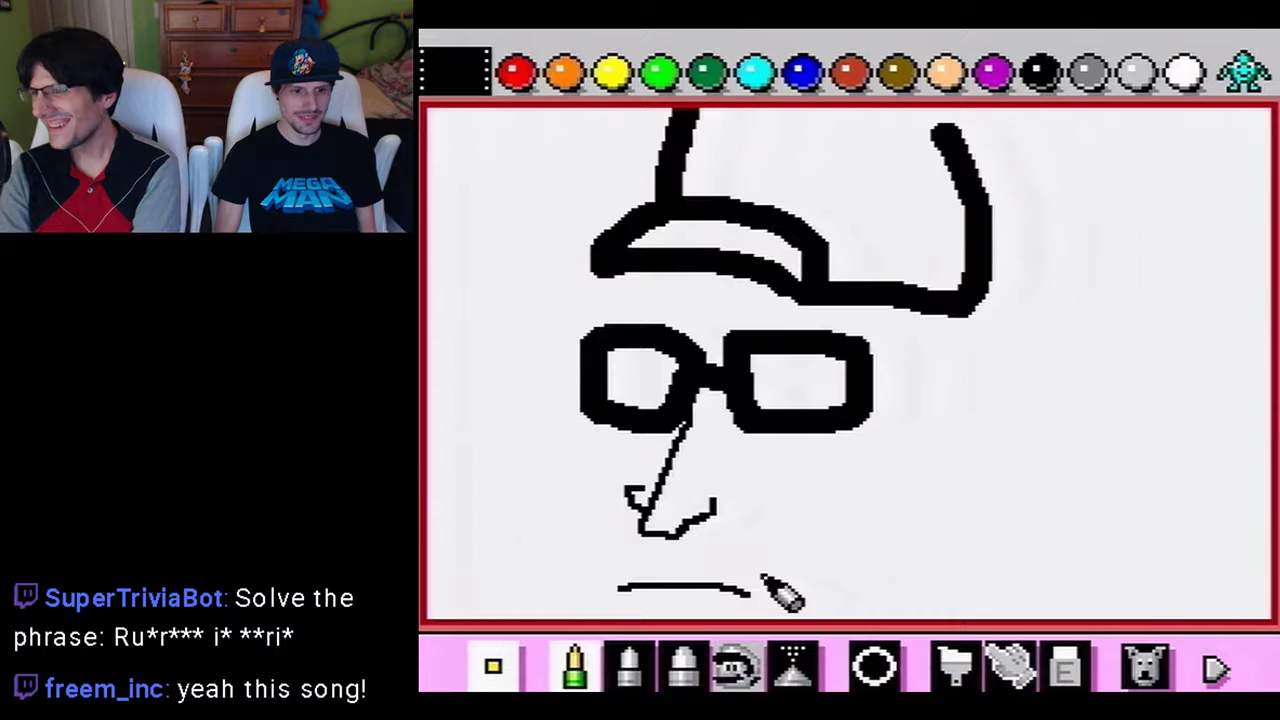 MEGA
MAN
SuperTriviaBot: Solve the
phrase: Ru*r*** i* **ri*
freem_inc: yeah this song!
E